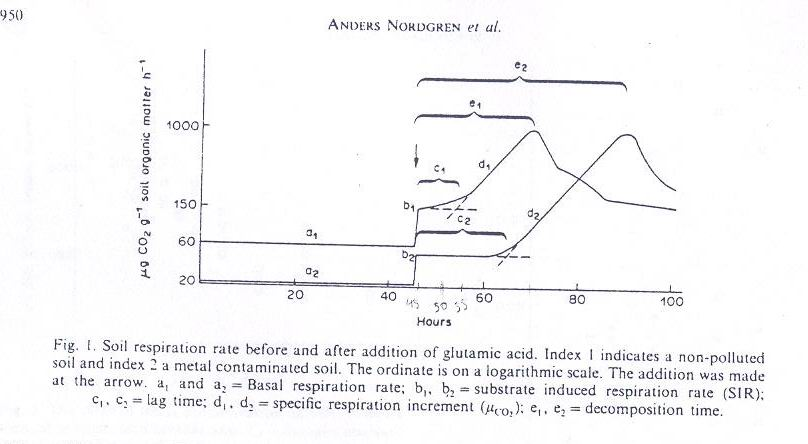 950
ANDERS NORDGREN et al.
µg CO₂ g⁻¹ soil organic matter h⁻¹
e₂
e₁
1000
c₁
d₁
150
b₁
c₂
d₂
60
a₁
b₂
20
a₂
20
40
45
50
55
60
80
100
Hours
Fig. 1. Soil respiration rate before and after addition of glutamic acid. Index 1 indicates a non-polluted
soil and index 2 a metal contaminated soil. The ordinate is on a logarithmic scale. The addition was made
at the arrow. a₁ and a₂ = Basal respiration rate; b₁, b₂ = substrate induced respiration rate (SIR);
c₁, c₂ = lag time; d₁, d₂ = specific respiration increment (μCO₂); e₁, e₂ = decomposition time.